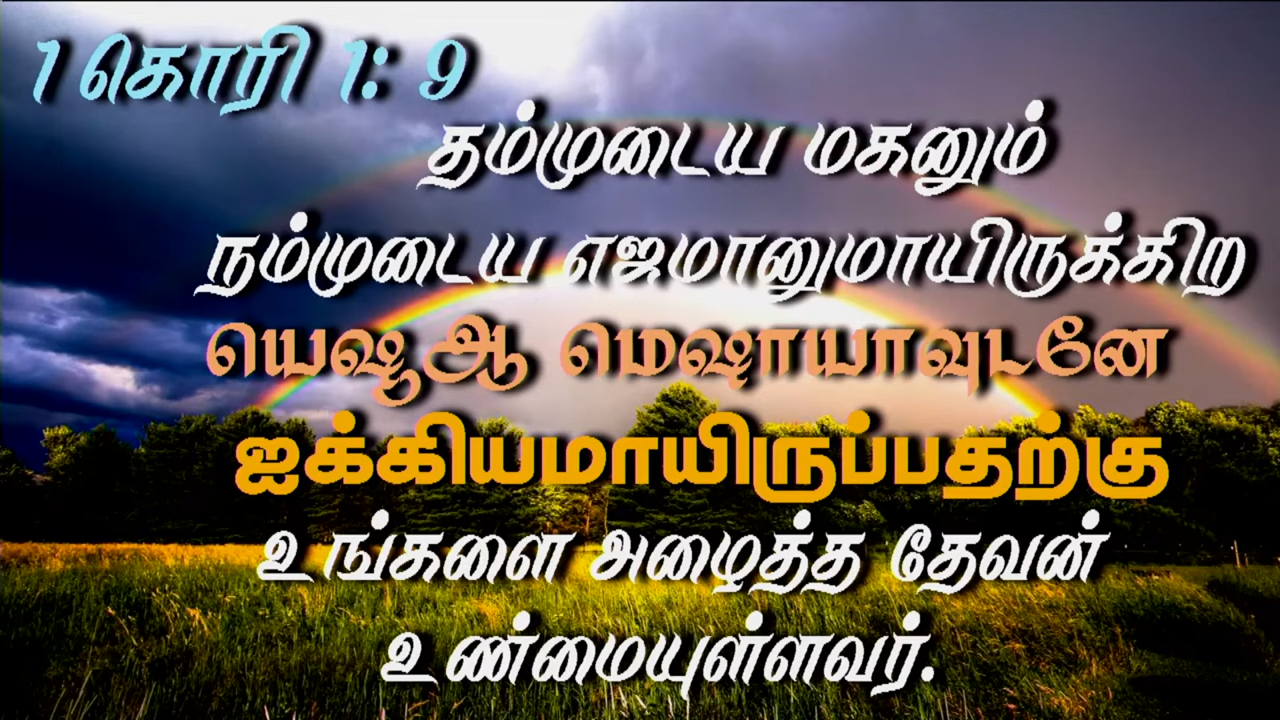 1 கொரி 1: 9
தம்முடைய மகனும்
நம்முடைய எஜமானுமாயிருக்கிற
யெஷூஆ மெஷாயாவுடனே
ஐக்கியமாயிருப்பதற்கு
உங்களை அழைத்த தேவன்
உண்மையுள்ளவர்.